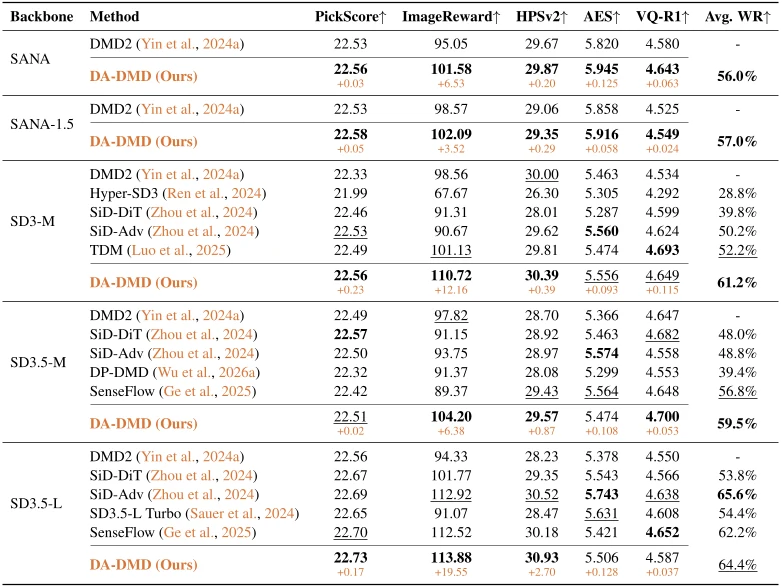 Backbone Method PickScore↑ ImageReward↑ HPSv2↑ AES↑ VQ-R1↑ Avg. WR↑
SANA
DMD2 (Yin et al., 2024a) 22.53 95.05 29.67 5.820 4.580 -
DA-DMD (Ours) 22.56 101.58 29.87 5.945 4.643 56.0%
+0.03 +6.53 +0.20 +0.125 +0.063
SANA-1.5
DMD2 (Yin et al., 2024a) 22.53 98.57 29.06 5.858 4.525 -
DA-DMD (Ours) 22.58 102.09 29.35 5.916 4.549 57.0%
+0.05 +3.52 +0.29 +0.058 +0.024
SD3-M
DMD2 (Yin et al., 2024a) 22.33 98.56 30.00 5.463 4.534 -
Hyper-SD3 (Ren et al., 2024) 21.99 67.67 26.30 5.305 4.292 28.8%
SiD-DiT (Zhou et al., 2024) 22.46 91.31 28.01 5.287 4.599 39.8%
SiD-Adv (Zhou et al., 2024) 22.53 90.67 29.62 5.560 4.624 50.2%
TDM (Luo et al., 2025) 22.49 101.13 29.81 5.474 4.693 52.2%
DA-DMD (Ours) 22.56 110.72 30.39 5.556 4.649 61.2%
+0.23 +12.16 +0.39 +0.093 +0.115
SD3.5-M
DMD2 (Yin et al., 2024a) 22.49 97.82 28.70 5.366 4.647 -
SiD-DiT (Zhou et al., 2024) 22.57 91.15 28.92 5.463 4.682 48.0%
SiD-Adv (Zhou et al., 2024) 22.50 93.75 28.97 5.574 4.558 48.8%
DP-DMD (Wu et al., 2026a) 22.32 91.37 28.08 5.299 4.553 39.4%
SenseFlow (Ge et al., 2025) 22.42 89.37 29.43 5.564 4.648 56.8%
DA-DMD (Ours) 22.51 104.20 29.57 5.474 4.700 59.5%
+0.02 +6.38 +0.87 +0.108 +0.053
SD3.5-L
DMD2 (Yin et al., 2024a) 22.56 94.33 28.23 5.378 4.550 -
SiD-DiT (Zhou et al., 2024) 22.67 101.77 29.35 5.543 4.566 53.8%
SiD-Adv (Zhou et al., 2024) 22.69 112.92 30.52 5.743 4.638 65.6%
SD3.5-L Turbo (Sauer et al., 2024) 22.65 91.07 28.47 5.631 4.608 54.4%
SenseFlow (Ge et al., 2025) 22.70 112.52 30.18 5.421 4.652 62.2%
DA-DMD (Ours) 22.73 113.88 30.93 5.506 4.587 64.4%
+0.17 +19.55 +2.70 +0.128 +0.037